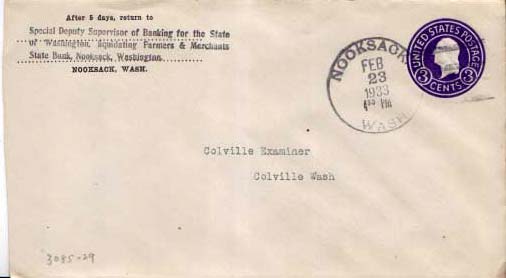 After 5 days, return to
Special Deputy Supervisor of Banking for the State
of Washington, liquidating Farmers & Merchants
State Bank, Nooksack, Washington.
NOOKSACK, WASH.
NOOKSACK
FEB
23
1933
PM
WASH.
UNITED STATES POSTAGE
3 CENTS 3
Colville Examiner
Colville Wash
3085-29